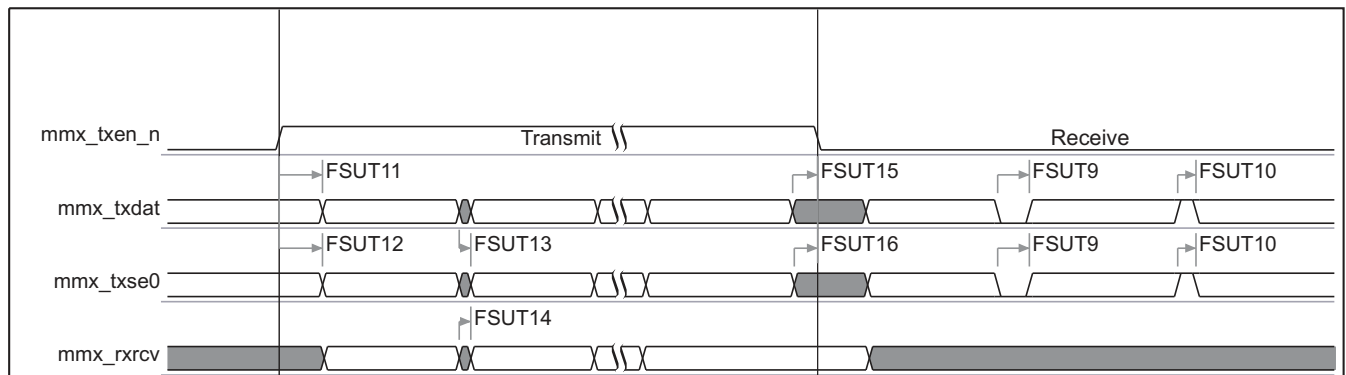 mmx_txen_n
Transmit
Receive
FSUT11
FSUT15
FSUT9
FSUT10
mmx_txdat
FSUT12
FSUT13
FSUT16
FSUT9
FSUT10
mmx_txse0
FSUT14
mmx_rxrcv